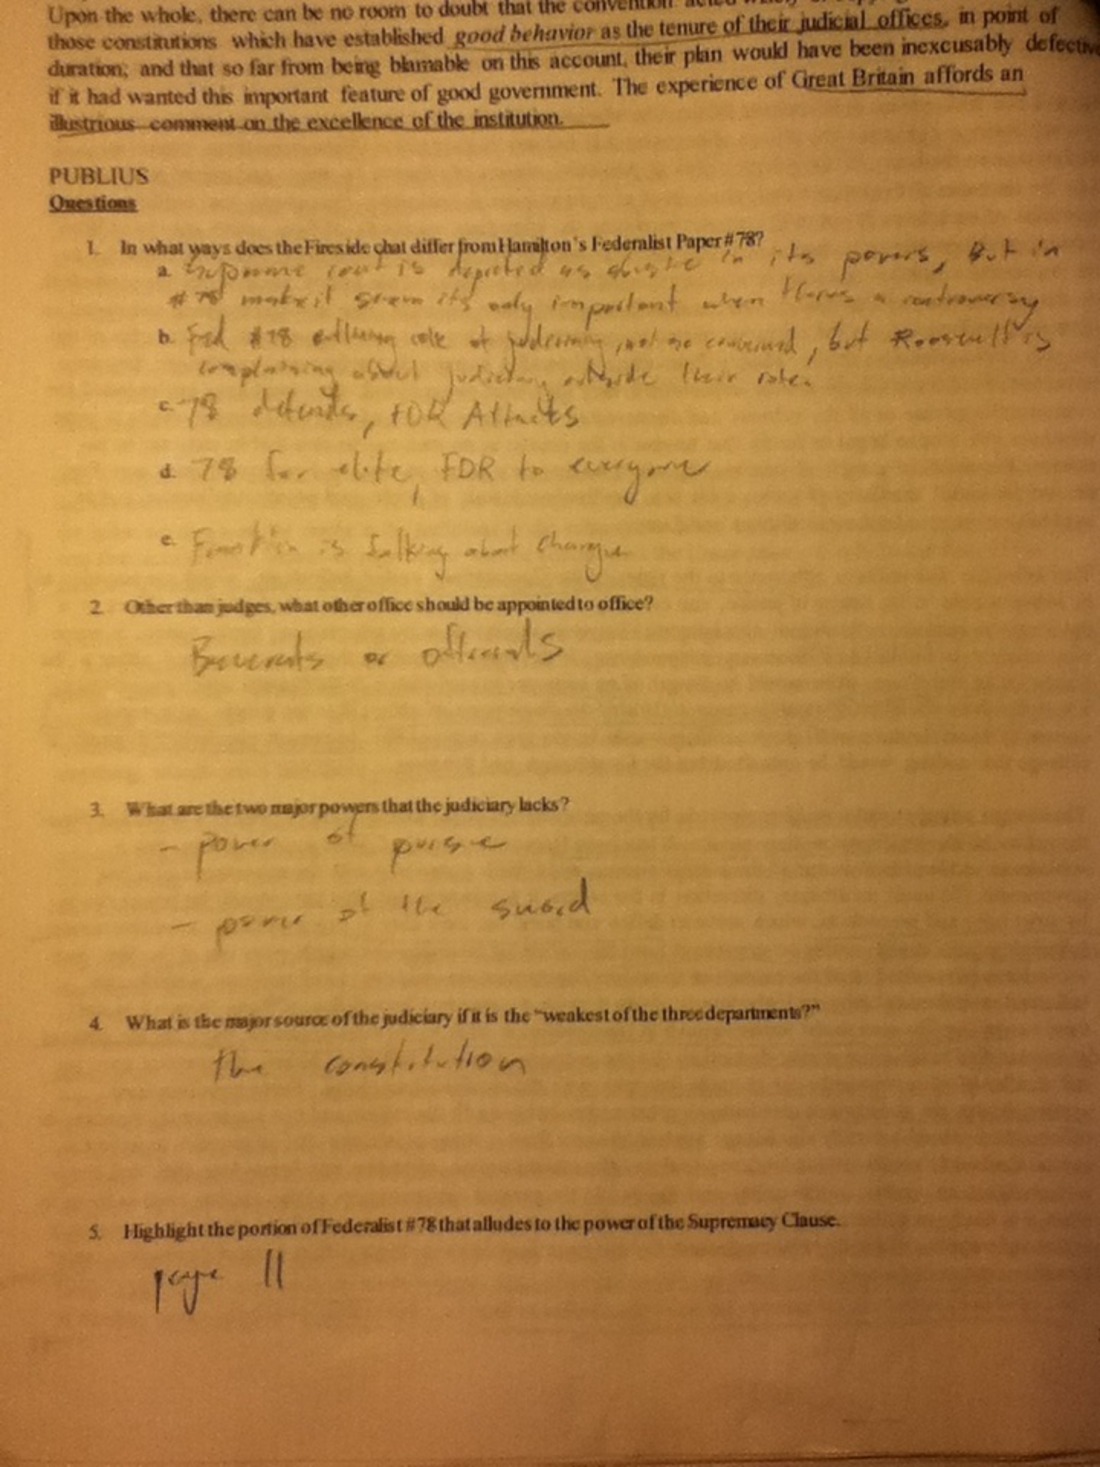 Upon the whole, there can be no room to doubt that the convention acted
those constitutions which have established good behavior as the tenure of their judicial offices, in point of
duration; and that so far from being blamable on this account, their plan would have been inexcusably defective
if it had wanted this important feature of good government. The experience of Great Britain affords an
illustrious comment on the excellence of the institution.
PUBLIUS
Questions
1. In what ways does the Fireside chat differ from Hamilton's Federalist Paper #78?
a. Supreme court is depicted as in its powers, But in
#78 makes it seem its only important when theres a controversy
b. Fed #78 role of judiciary, not so concerned, but Roosevelt is
complaining about judiciary outside their role.
c. 78 defends, FDR Attacks
d. 78 for elite, FDR to everyone
e. is talking about change
2. Other than judges, what other office should be appointed to office?
or officials
3. What are the two major powers that the judiciary lacks?
- power of purse
- power of the sword
4. What is the major source of the judiciary if it is the "weakest of the three departments?"
the constitution
5. Highlight the portion of Federalist #78 that alludes to the power of the Supremacy Clause.
page 11